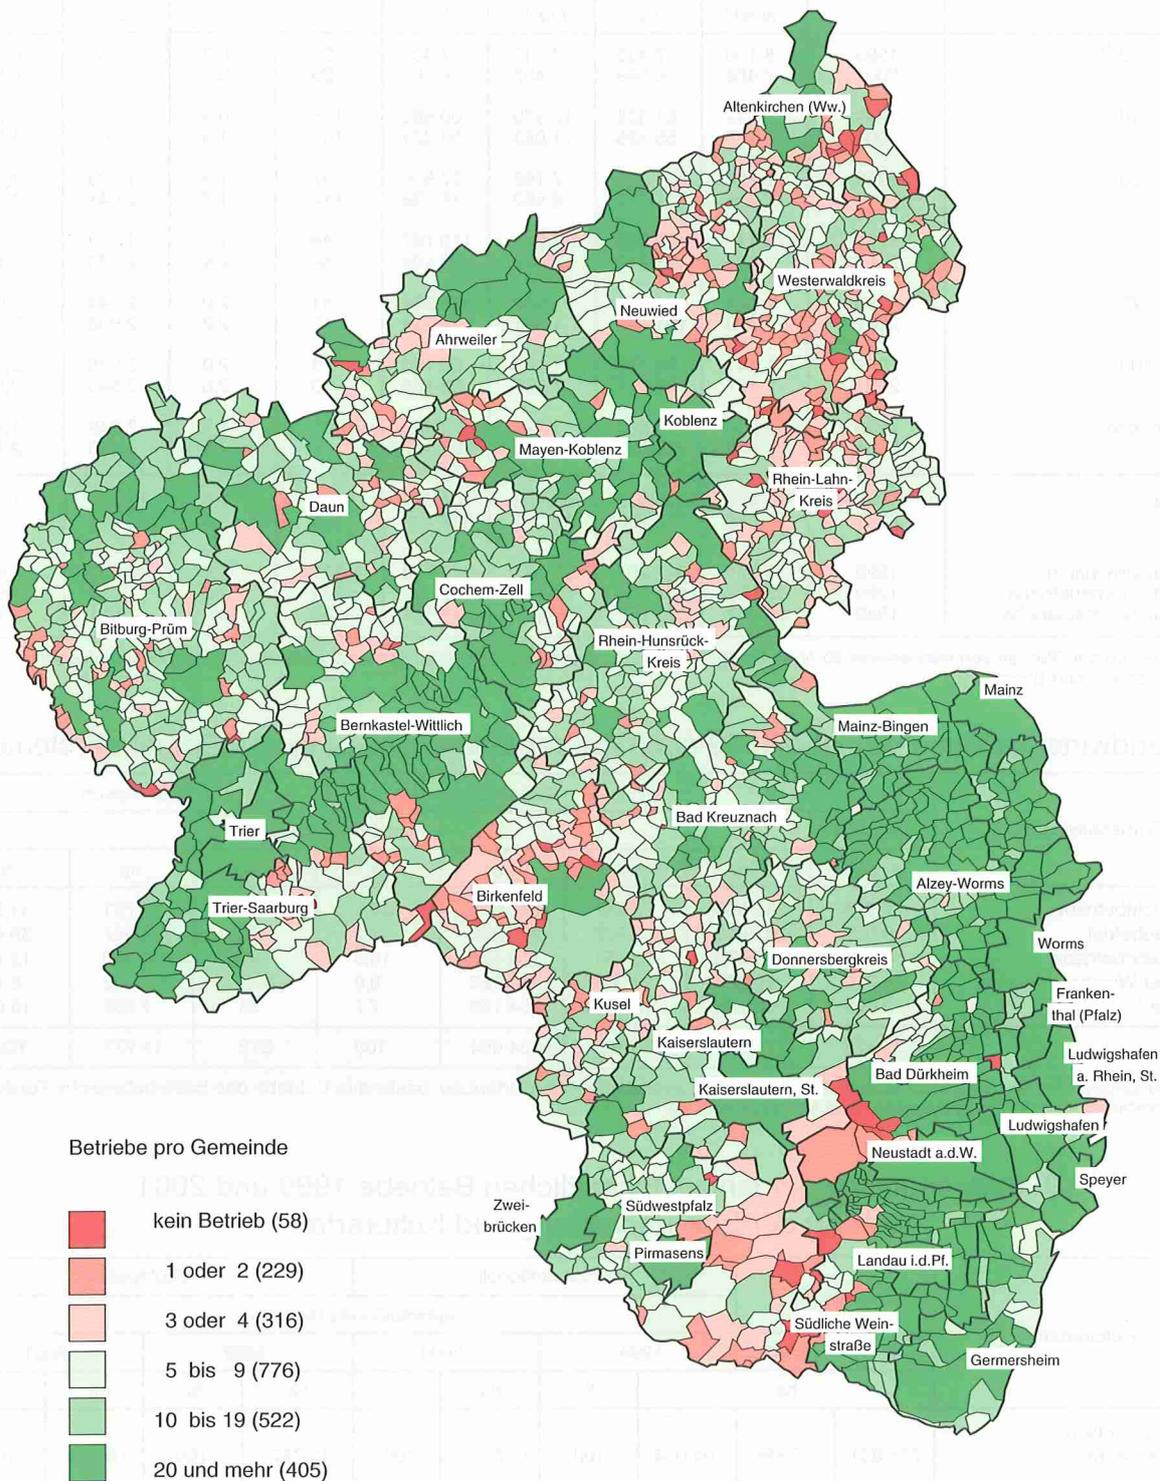 Altenkirchen (Ww.)
Westerwaldkreis
Neuwied
Ahrweiler
Koblenz
Mayen-Koblenz
Rhein-Lahn-
Kreis
Daun
Cochem-Zell
Bitburg-Prüm
Rhein-Hunsrück-
Kreis
Mainz
Bernkastel-Wittlich
Mainz-Bingen
Bad Kreuznach
Trier
Alzey-Worms
Birkenfeld
Trier-Saarburg
Worms
Donnersbergkreis
Franken-
thal (Pfalz)
Kusel
Kaiserslautern
Ludwigshafen
a. Rhein, St.
Bad Dürkheim
Kaiserslautern, St.
Ludwigshafen
Neustadt a.d.W.
Speyer
Zwei-
brücken
Südwestpfalz
Pirmasens
Landau i.d.Pf.
Südliche Wein-
straße
Germersheim
Betriebe pro Gemeinde
kein Betrieb (58)
1 oder 2 (229)
3 oder 4 (316)
5 bis 9 (776)
10 bis 19 (522)
20 und mehr (405)